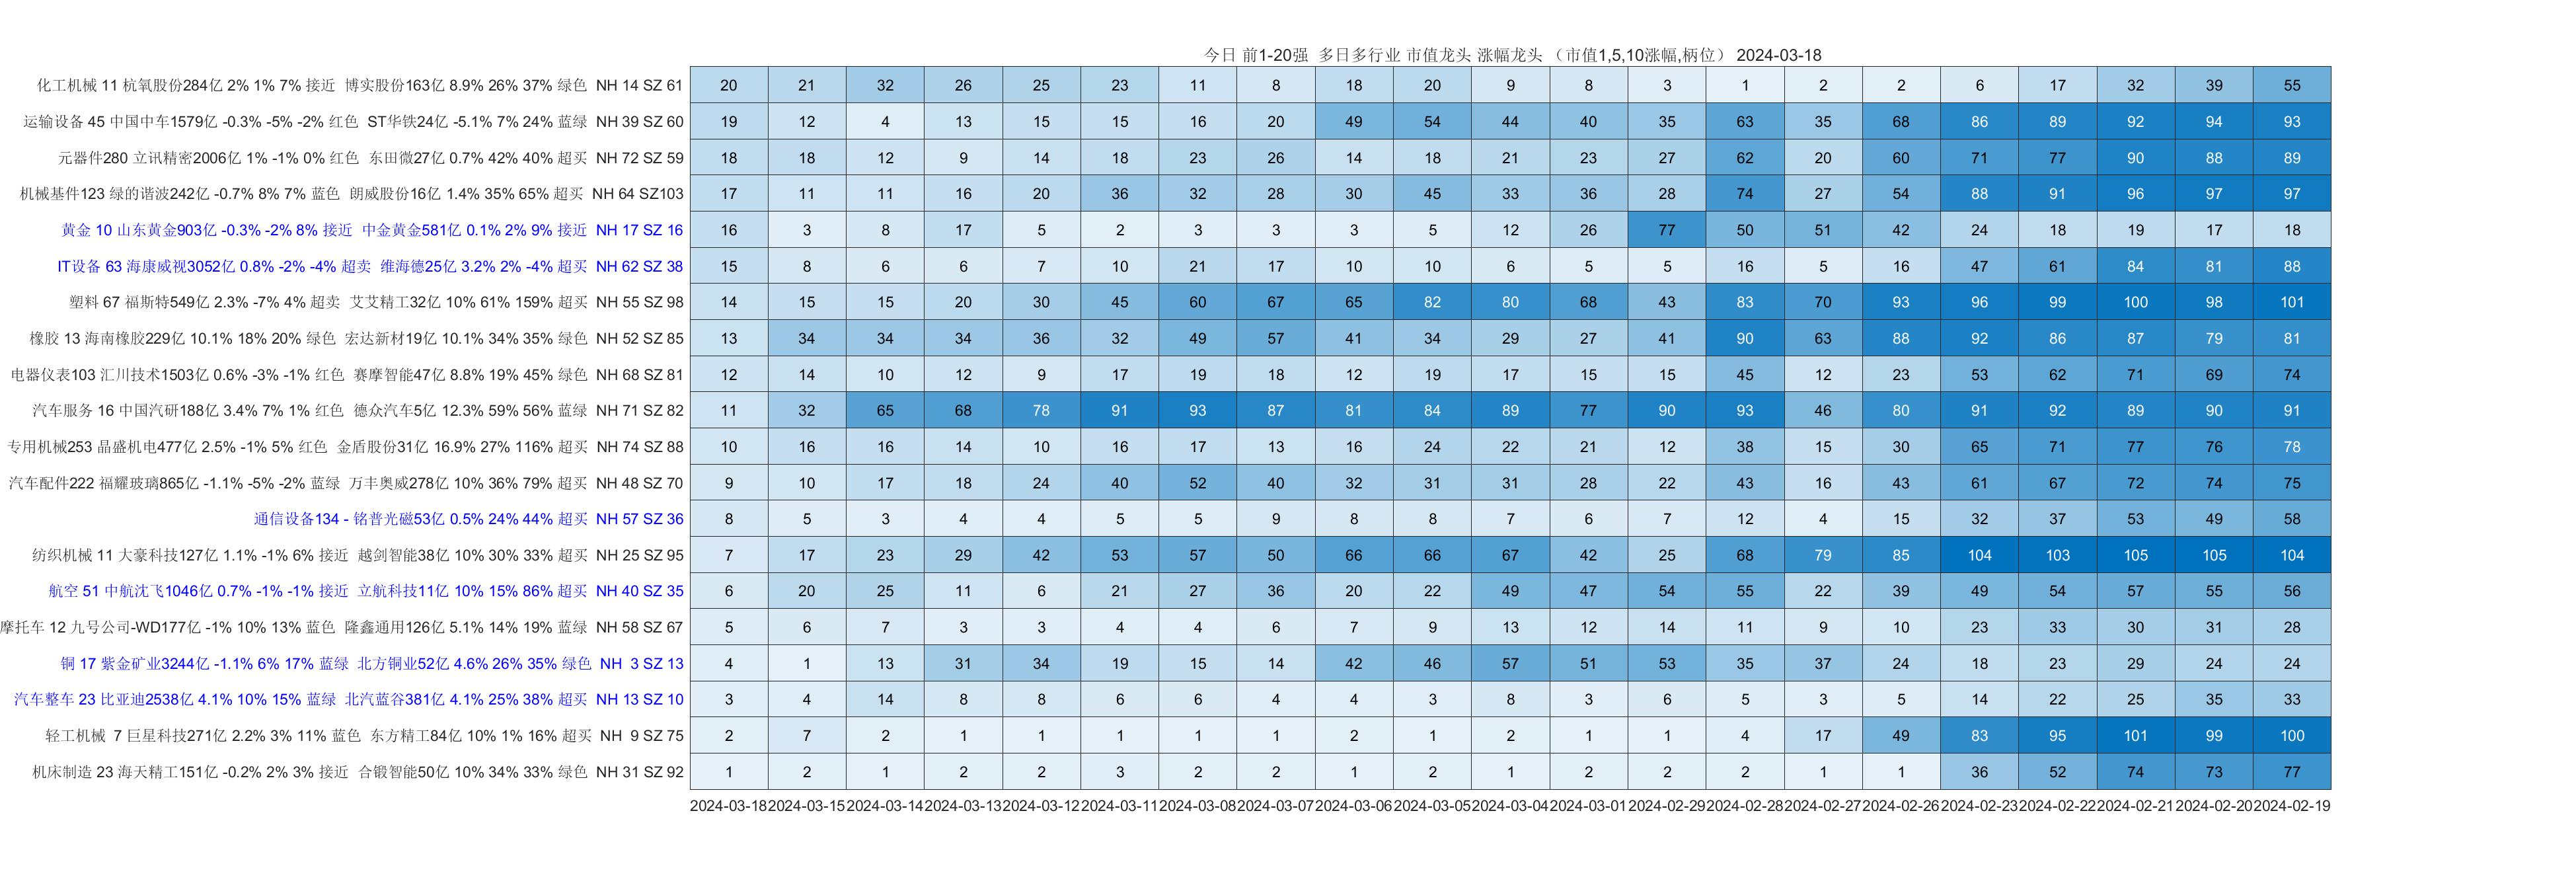 今日 前1-20强 多日多行业 市值龙头 涨幅龙头 （市值1,5,10涨幅,柄位） 2024-03-18
化工机械 11 杭氧股份284亿 2% 1% 7% 接近 博实股份163亿 8.9% 26% 37% 绿色 NH 14 SZ 61 20 21 32 26 25 23 11 8 18 20 9 8 3 1 2 2 6 17 32 39 55
运输设备 45 中国中车1579亿 -0.3% -5% -2% 红色 ST华铁24亿 -5.1% 7% 24% 蓝绿 NH 39 SZ 60 19 12 4 13 15 15 16 20 49 54 44 40 35 63 35 68 86 89 92 94 93
元器件280 立讯精密2006亿 1% -1% 0% 红色 东田微27亿 0.7% 42% 40% 超买 NH 72 SZ 59 18 18 12 9 14 18 23 26 14 18 21 23 27 62 20 60 71 77 90 88 89
机械基件123 绿的谐波242亿 -0.7% 8% 7% 蓝色 朗威股份16亿 1.4% 35% 65% 超买 NH 64 SZ103 17 11 11 16 20 36 32 28 30 45 33 36 28 74 27 54 88 91 96 97 97
黄金 10 山东黄金903亿 -0.3% -2% 8% 接近 中金黄金581亿 0.1% 2% 9% 接近 NH 17 SZ 16 16 3 8 17 5 2 3 3 3 5 12 26 77 50 51 42 24 18 19 17 18
IT设备 63 海康威视3052亿 0.8% -2% -4% 超卖 维海德25亿 3.2% 2% -4% 超买 NH 62 SZ 38 15 8 6 6 7 10 21 17 10 10 6 5 5 16 5 16 47 61 84 81 88
塑料 67 福斯特549亿 2.3% -7% 4% 超卖 艾艾精工32亿 10% 61% 159% 超买 NH 55 SZ 98 14 15 15 20 30 45 60 67 65 82 80 68 43 83 70 93 96 99 100 98 101
橡胶 13 海南橡胶229亿 10.1% 18% 20% 绿色 宏达新材19亿 10.1% 34% 35% 绿色 NH 52 SZ 85 13 34 34 34 36 32 49 57 41 34 29 27 41 90 63 88 92 86 87 79 81
电器仪表103 汇川技术1503亿 0.6% -3% -1% 红色 赛摩智能47亿 8.8% 19% 45% 绿色 NH 68 SZ 81 12 14 10 12 9 17 19 18 12 19 17 15 15 45 12 23 53 62 71 69 74
汽车服务 16 中国汽研188亿 3.4% 7% 1% 红色 德众汽车5亿 12.3% 59% 56% 蓝绿 NH 71 SZ 82 11 32 65 68 78 91 93 87 81 84 89 77 90 93 46 80 91 92 89 90 91
专用机械253 晶盛机电477亿 2.5% -1% 5% 红色 金盾股份31亿 16.9% 27% 116% 超买 NH 74 SZ 88 10 16 16 14 10 16 17 13 16 24 22 21 12 38 15 30 65 71 77 76 78
汽车配件222 福耀玻璃865亿 -1.1% -5% -2% 蓝绿 万丰奥威278亿 10% 36% 79% 超买 NH 48 SZ 70 9 10 17 18 24 40 52 40 32 31 31 28 22 43 16 43 61 67 72 74 75
通信设备134 - 铭普光磁53亿 0.5% 24% 44% 超买 NH 57 SZ 36 8 5 3 4 4 5 5 9 8 8 7 6 7 12 4 15 32 37 53 49 58
纺织机械 11 大豪科技127亿 1.1% -1% 6% 接近 越剑智能38亿 10% 30% 33% 超买 NH 25 SZ 95 7 17 23 29 42 53 57 50 66 66 67 42 25 68 79 85 104 103 105 105 104
航空 51 中航沈飞1046亿 0.7% -1% -1% 接近 立航科技11亿 10% 15% 86% 超买 NH 40 SZ 35 6 20 25 11 6 21 27 36 20 22 49 47 54 55 22 39 49 54 57 55 56
摩托车 12 九号公司-WD177亿 -1% 10% 13% 蓝色 隆鑫通用126亿 5.1% 14% 19% 蓝绿 NH 58 SZ 67 5 6 7 3 3 4 4 6 7 9 13 12 14 11 9 10 23 33 30 31 28
铜 17 紫金矿业3244亿 -1.1% 6% 17% 蓝绿 北方铜业52亿 4.6% 26% 35% 绿色 NH 3 SZ 13 4 1 13 31 34 19 15 14 42 46 57 51 53 35 37 24 18 23 29 24 24
汽车整车 23 比亚迪2538亿 4.1% 10% 15% 蓝绿 北汽蓝谷381亿 4.1% 25% 38% 超买 NH 13 SZ 10 3 4 14 8 8 6 6 4 4 3 8 3 6 5 3 5 14 22 25 35 33
轻工机械 7 巨星科技271亿 2.2% 3% 11% 蓝色 东方精工84亿 10% 1% 16% 超买 NH 9 SZ 75 2 7 2 1 1 1 1 1 2 1 2 1 1 4 17 49 83 95 101 99 100
机床制造 23 海天精工151亿 -0.2% 2% 3% 接近 合锻智能50亿 10% 34% 33% 绿色 NH 31 SZ 92 1 2 1 2 2 3 2 2 1 2 1 2 2 2 1 1 36 52 74 73 77
2024-03-18 2024-03-15 2024-03-14 2024-03-13 2024-03-12 2024-03-11 2024-03-08 2024-03-07 2024-03-06 2024-03-05 2024-03-04 2024-03-01 2024-02-29 2024-02-28 2024-02-27 2024-02-26 2024-02-23 2024-02-22 2024-02-21 2024-02-20 2024-02-19